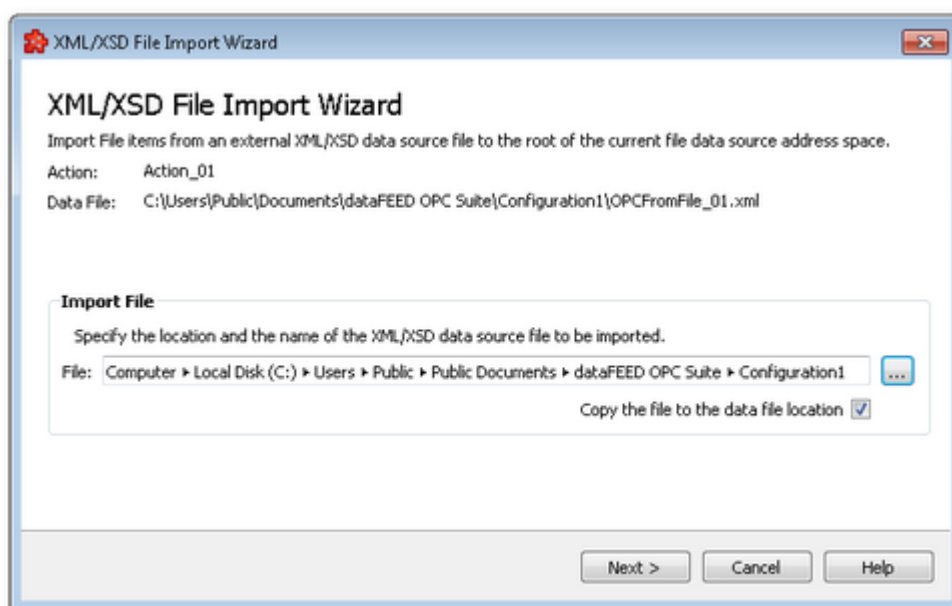 XML/XSD File Import Wizard
XML/XSD File Import Wizard
Import File items from an external XML/XSD data source file to the root of the current file data source address space.
Action: Action_01
Data File: C:\Users\Public\Documents\dataFEED OPC Suite\Configuration1\OPCFromFile_01.xml
Import File
Specify the location and the name of the XML/XSD data source file to be imported.
File: Computer ▸ Local Disk (C:) ▸ Users ▸ Public ▸ Public Documents ▸ dataFEED OPC Suite ▸ Configuration1 ...
Copy the file to the data file location
Next > Cancel Help